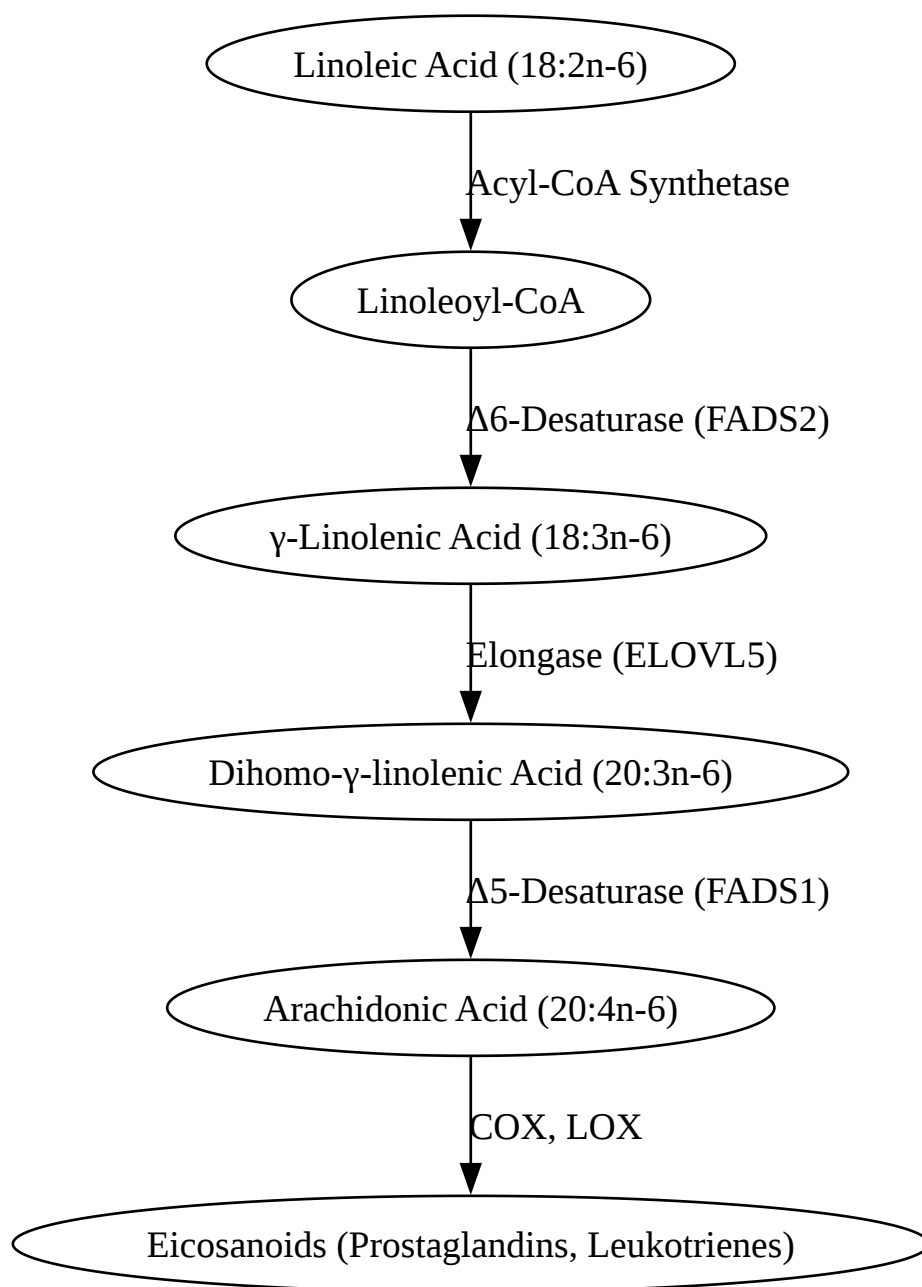 Linoleic Acid (18:2n-6)
Acyl-CoA Synthetase
Linoleoyl-CoA
Δ6-Desaturase (FADS2)
γ-Linolenic Acid (18:3n-6)
Elongase (ELOVL5)
Dihomo-γ-linolenic Acid (20:3n-6)
Δ5-Desaturase (FADS1)
Arachidonic Acid (20:4n-6)
COX, LOX
Eicosanoids (Prostaglandins, Leukotrienes)